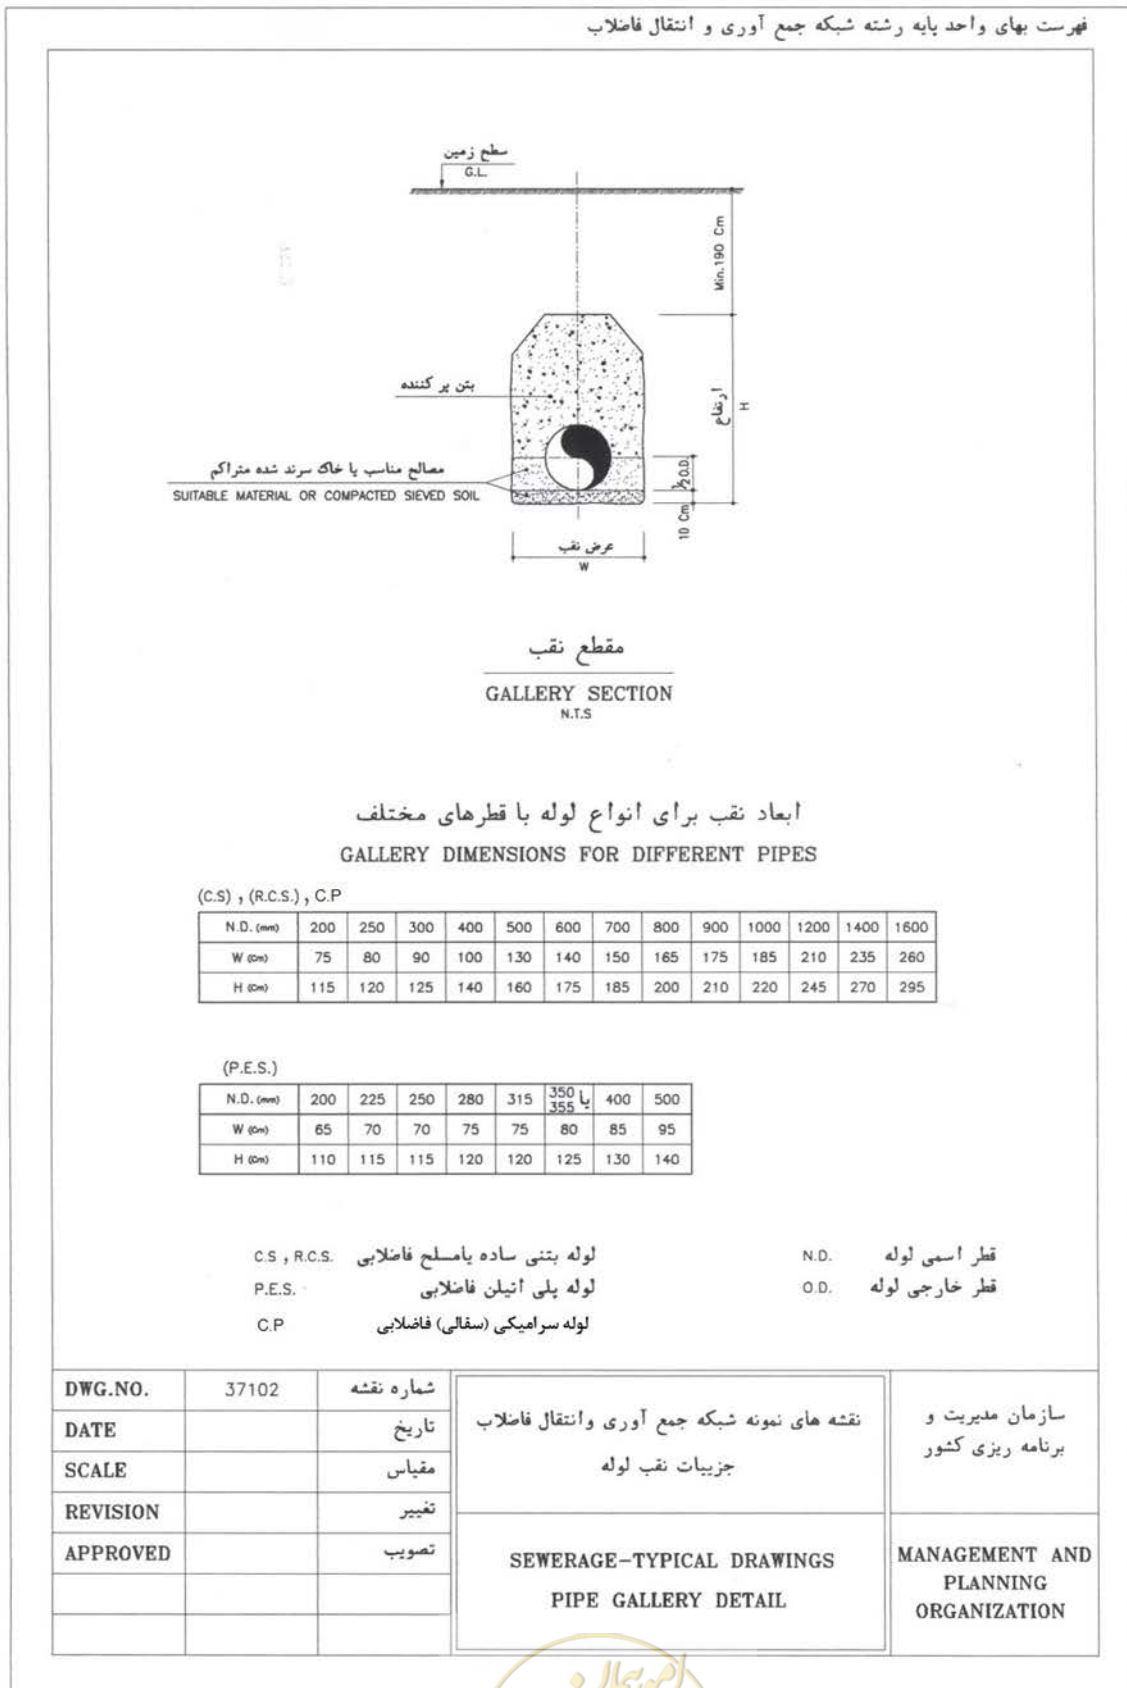 فهرست بهای واحد پایه رشته شبکه جمع آوری و انتقال فاضلاب
سطح زمین
G.L.
Min.190 Cm
بتن پر کننده
ارتفاع
H
مصالح مناسب یا خاک سرند شده متراکم
SUITABLE MATERIAL OR COMPACTED SIEVED SOIL
½ O.D.
10 Cm
عرض نقب
W
مقطع نقب
GALLERY SECTION
N.T.S
ابعاد نقب برای انواع لوله با قطرهای مختلف
GALLERY DIMENSIONS FOR DIFFERENT PIPES
(C.S) , (R.C.S.) , C.P
N.D. (mm) 200 250 300 400 500 600 700 800 900 1000 1200 1400 1600
W (Cm) 75 80 90 100 130 140 150 165 175 185 210 235 260
H (Cm) 115 120 125 140 160 175 185 200 210 220 245 270 295
(P.E.S.)
N.D. (mm) 200 225 250 280 315 350 یا 355 400 500
W (Cm) 65 70 70 75 75 80 85 95
H (Cm) 110 115 115 120 120 125 130 140
قطر اسمی لوله N.D.
لوله بتنی ساده یامسلح فاضلابی C.S , R.C.S.
قطر خارجی لوله O.D.
لوله پلی اتیلن فاضلابی P.E.S.
لوله سرامیکی (سفالی) فاضلابی C.P
DWG.NO. 37102 شماره نقشه
DATE تاریخ
SCALE مقیاس
REVISION تغییر
APPROVED تصویب
نقشه های نمونه شبکه جمع آوری وانتقال فاضلاب
جزییات نقب لوله
SEWERAGE-TYPICAL DRAWINGS
PIPE GALLERY DETAIL
سازمان مدیریت و
برنامه ریزی کشور
MANAGEMENT AND
PLANNING
ORGANIZATION